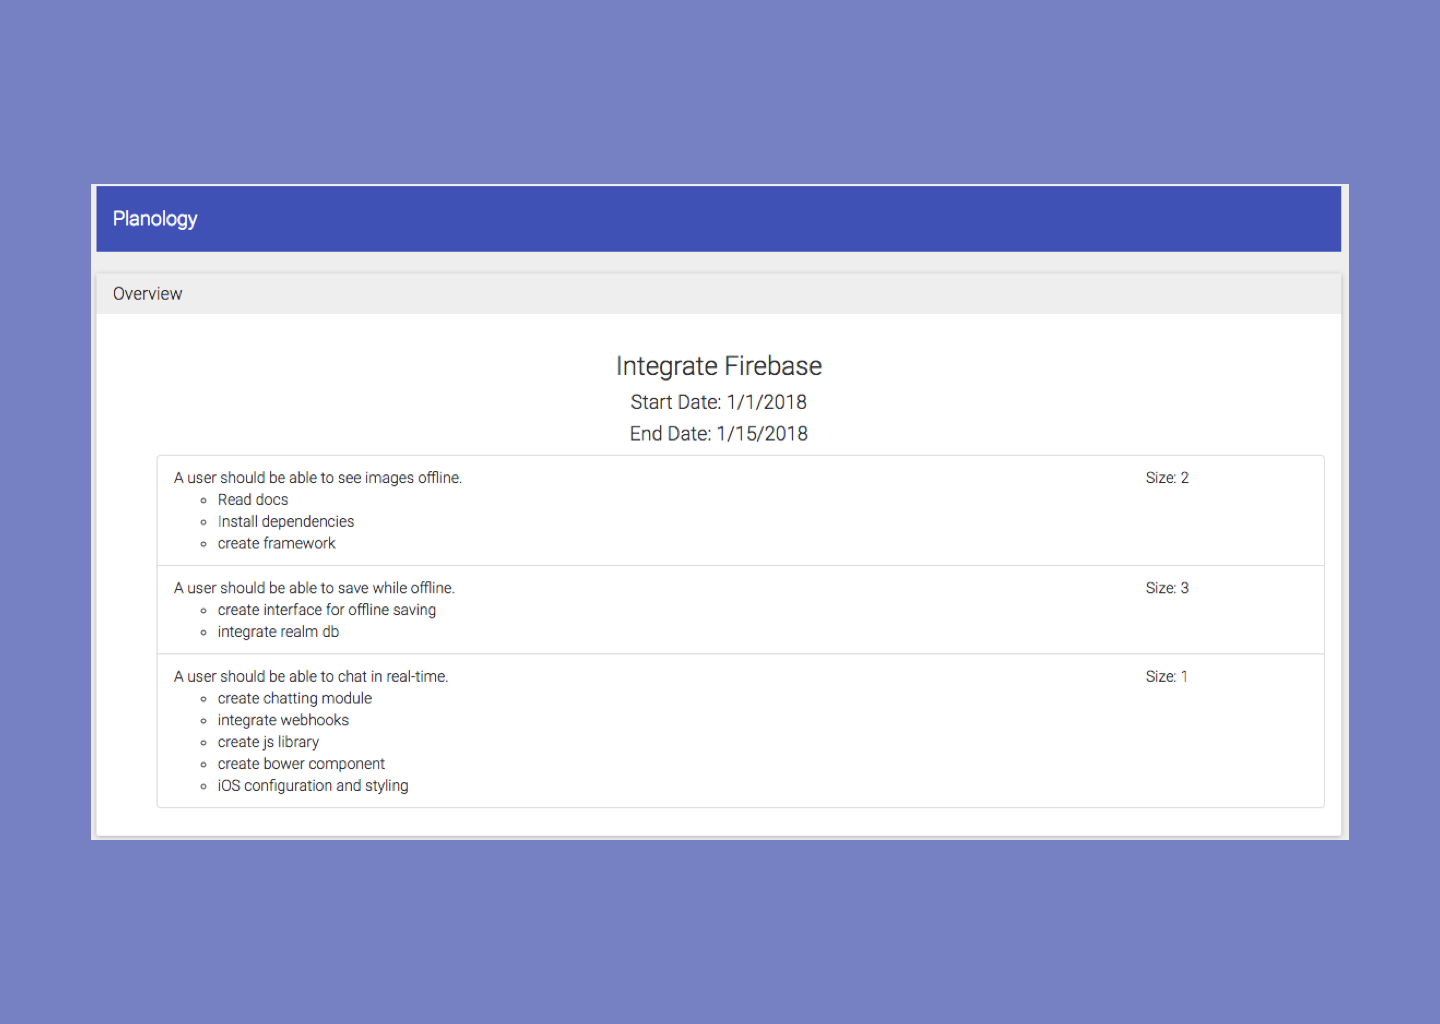 Planology
Overview
Integrate Firebase
Start Date: 1/1/2018
End Date: 1/15/2018
A user should be able to see images offline. Size: 2
Read docs
Install dependencies
create framework
A user should be able to save while offline. Size: 3
create interface for offline saving
integrate realm db
A user should be able to chat in real-time. Size: 1
create chatting module
integrate webhooks
create js library
create bower component
iOS configuration and styling